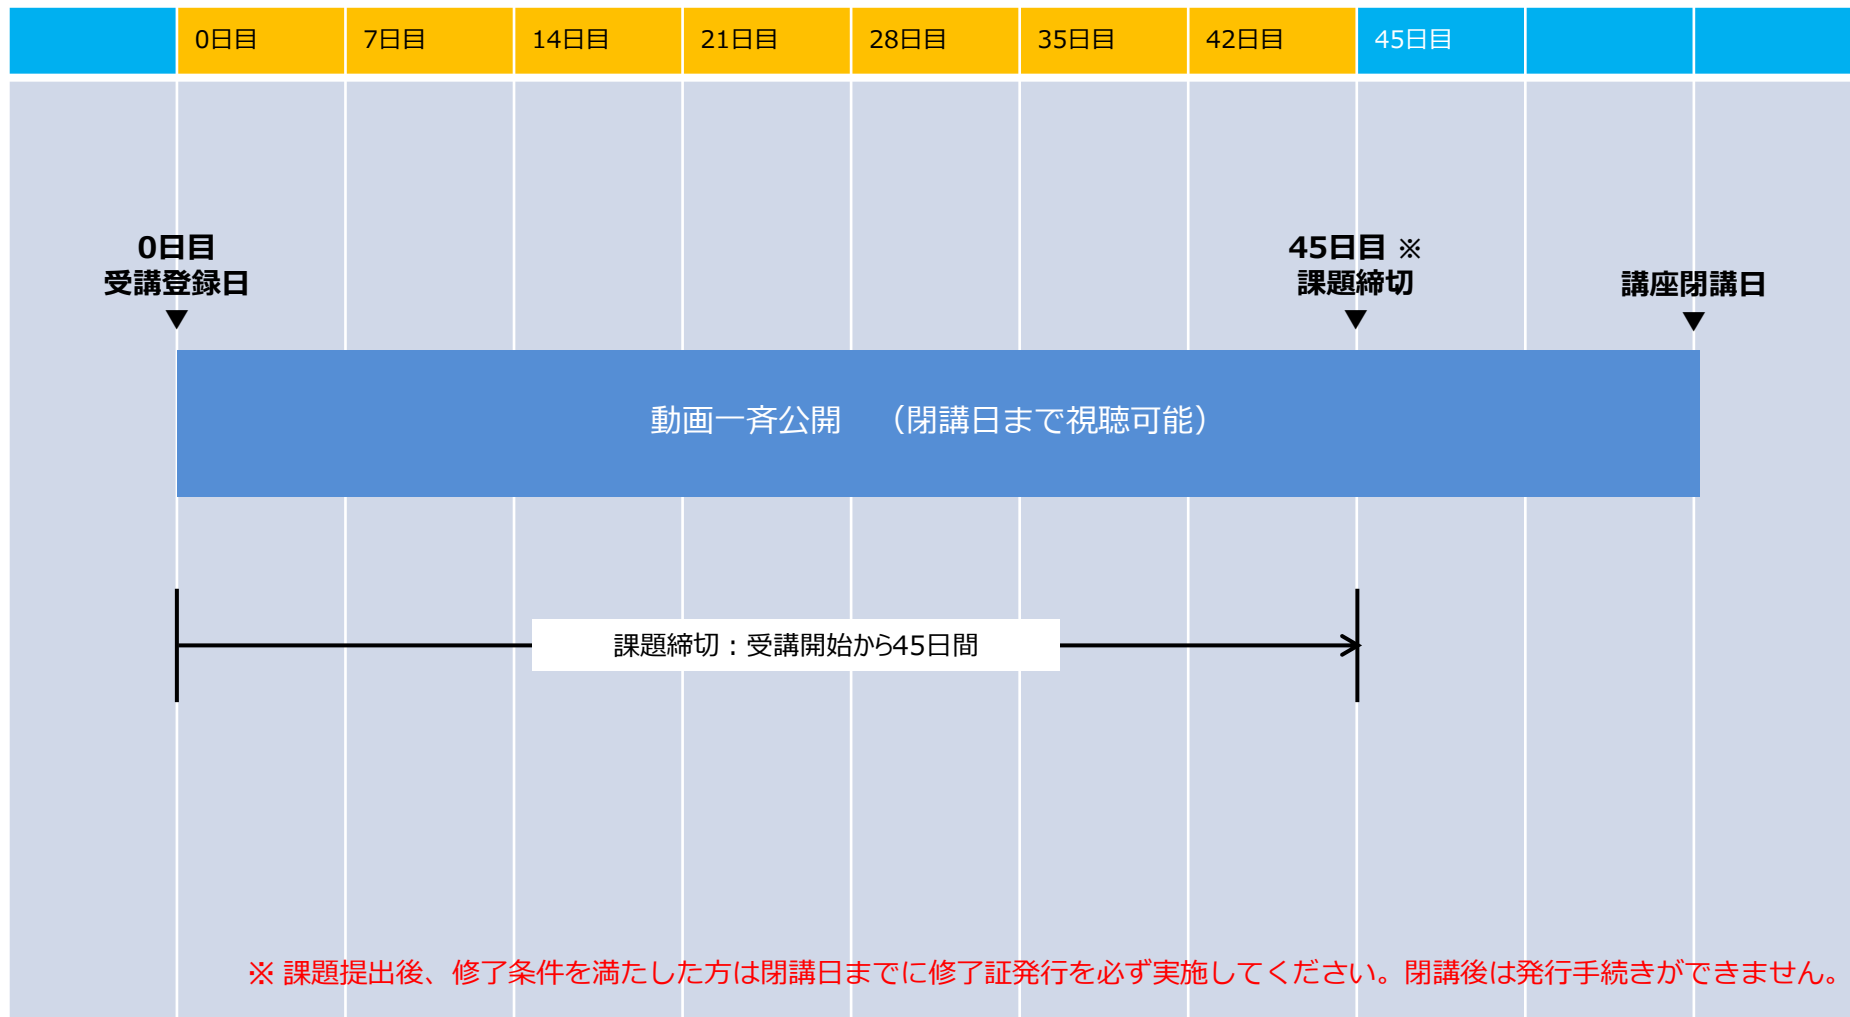 0日目
7日目
14日目
21日目
28日目
35日目
42日目
45日目
0日目
受講登録日
45日目 ※
課題締切
講座閉講日
動画一斉公開　（閉講日まで視聴可能）
課題締切：受講開始から45日間
※ 課題提出後、修了条件を満たした方は閉講日までに修了証発行を必ず実施してください。閉講後は発行手続きができません。